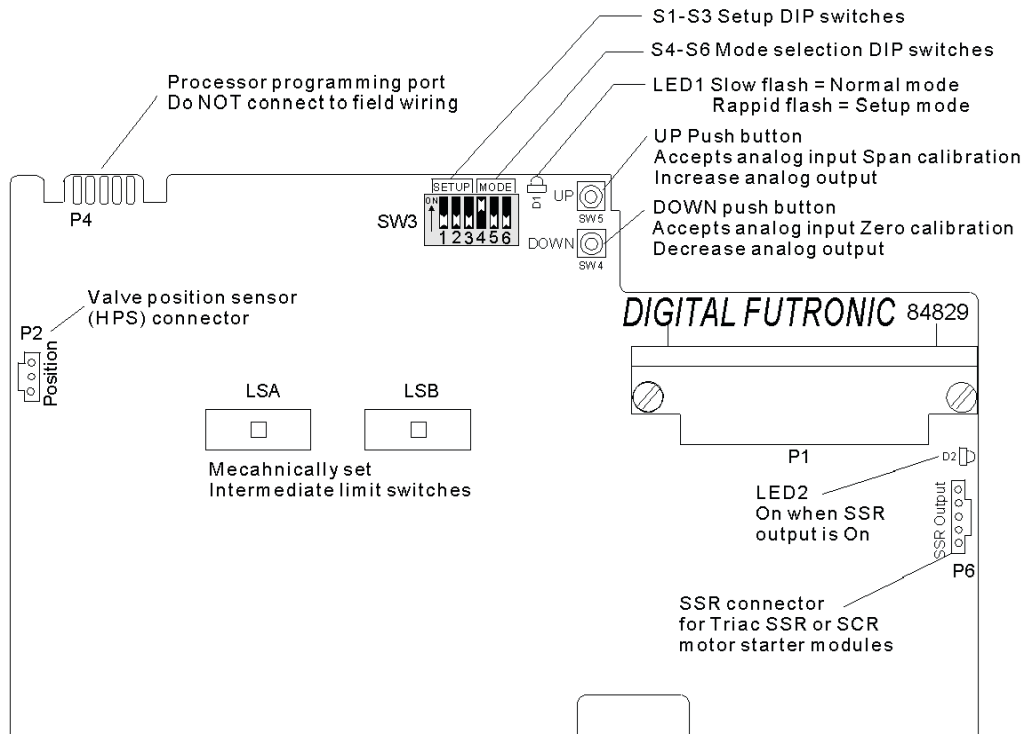 S1-S3 Setup DIP switches
S4-S6 Mode selection DIP switches
LED1 Slow flash = Normal mode
Rappid flash = Setup mode
Processor programming port
Do NOT connect to field wiring
UP Push button
Accepts analog input Span calibration
Increase analog output
DOWN push button
Accepts analog input Zero calibration
Decrease analog output
P4
SETUP MODE
ON
SW3
1 2 3 4 5 6
D1
UP
SW5
DOWN
SW4
Valve position sensor
(HPS) connector
P2
Position
DIGITAL FUTRONIC 84829
LSA
LSB
Mecahnically set
Intermediate limit switches
P1
D2
LED2
On when SSR
output is On
SSR Output
P6
SSR connector
for Triac SSR or SCR
motor starter modules